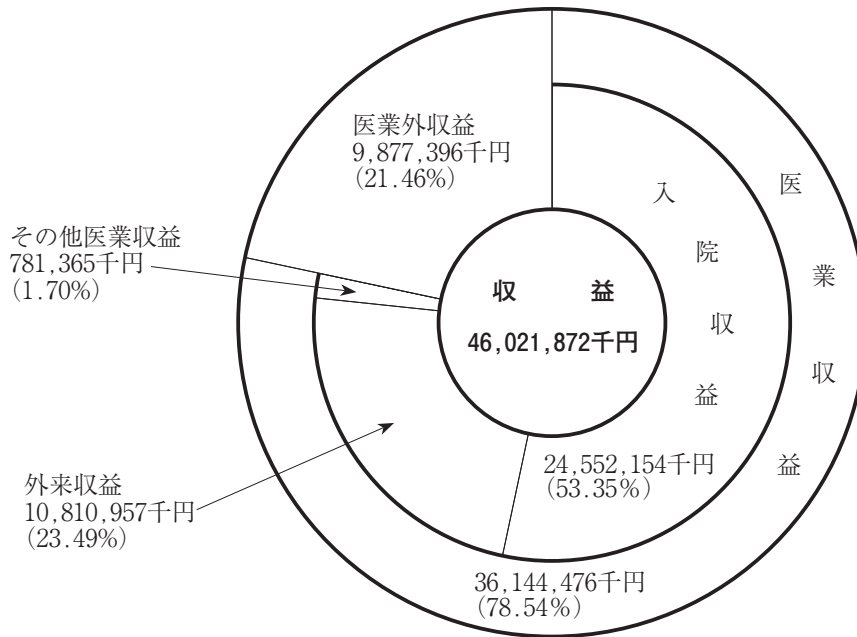 医業外収益
9,877,396千円
(21.46%)
その他医業収益
781,365千円
(1.70%)
収益
46,021,872千円
入院収益
24,552,154千円
(53.35%)
医業収益
36,144,476千円
(78.54%)
外来収益
10,810,957千円
(23.49%)